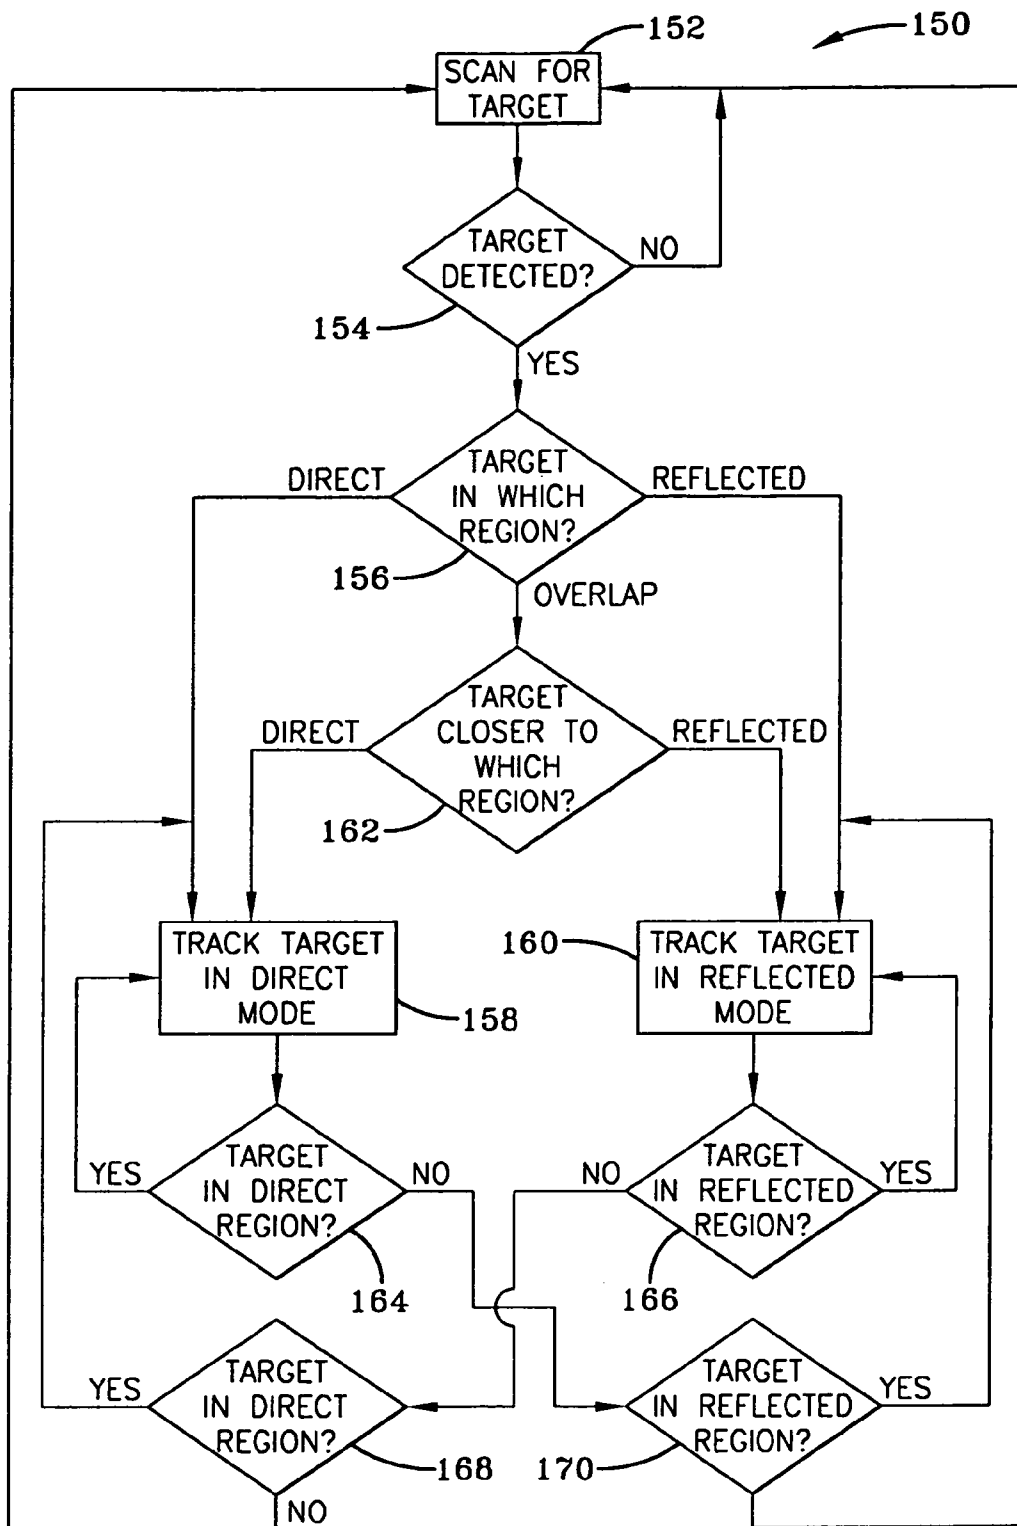 150
152
SCAN FOR
TARGET
TARGET
DETECTED?
NO
154
YES
DIRECT
TARGET
IN WHICH
REGION?
REFLECTED
156
OVERLAP
DIRECT
TARGET
CLOSER TO
WHICH
REGION?
REFLECTED
162
TRACK TARGET
IN DIRECT
MODE
158
160
TRACK TARGET
IN REFLECTED
MODE
YES
TARGET
IN DIRECT
REGION?
NO
164
NO
TARGET
IN REFLECTED
REGION?
YES
166
YES
TARGET
IN DIRECT
REGION?
168
NO
TARGET
IN REFLECTED
REGION?
YES
170